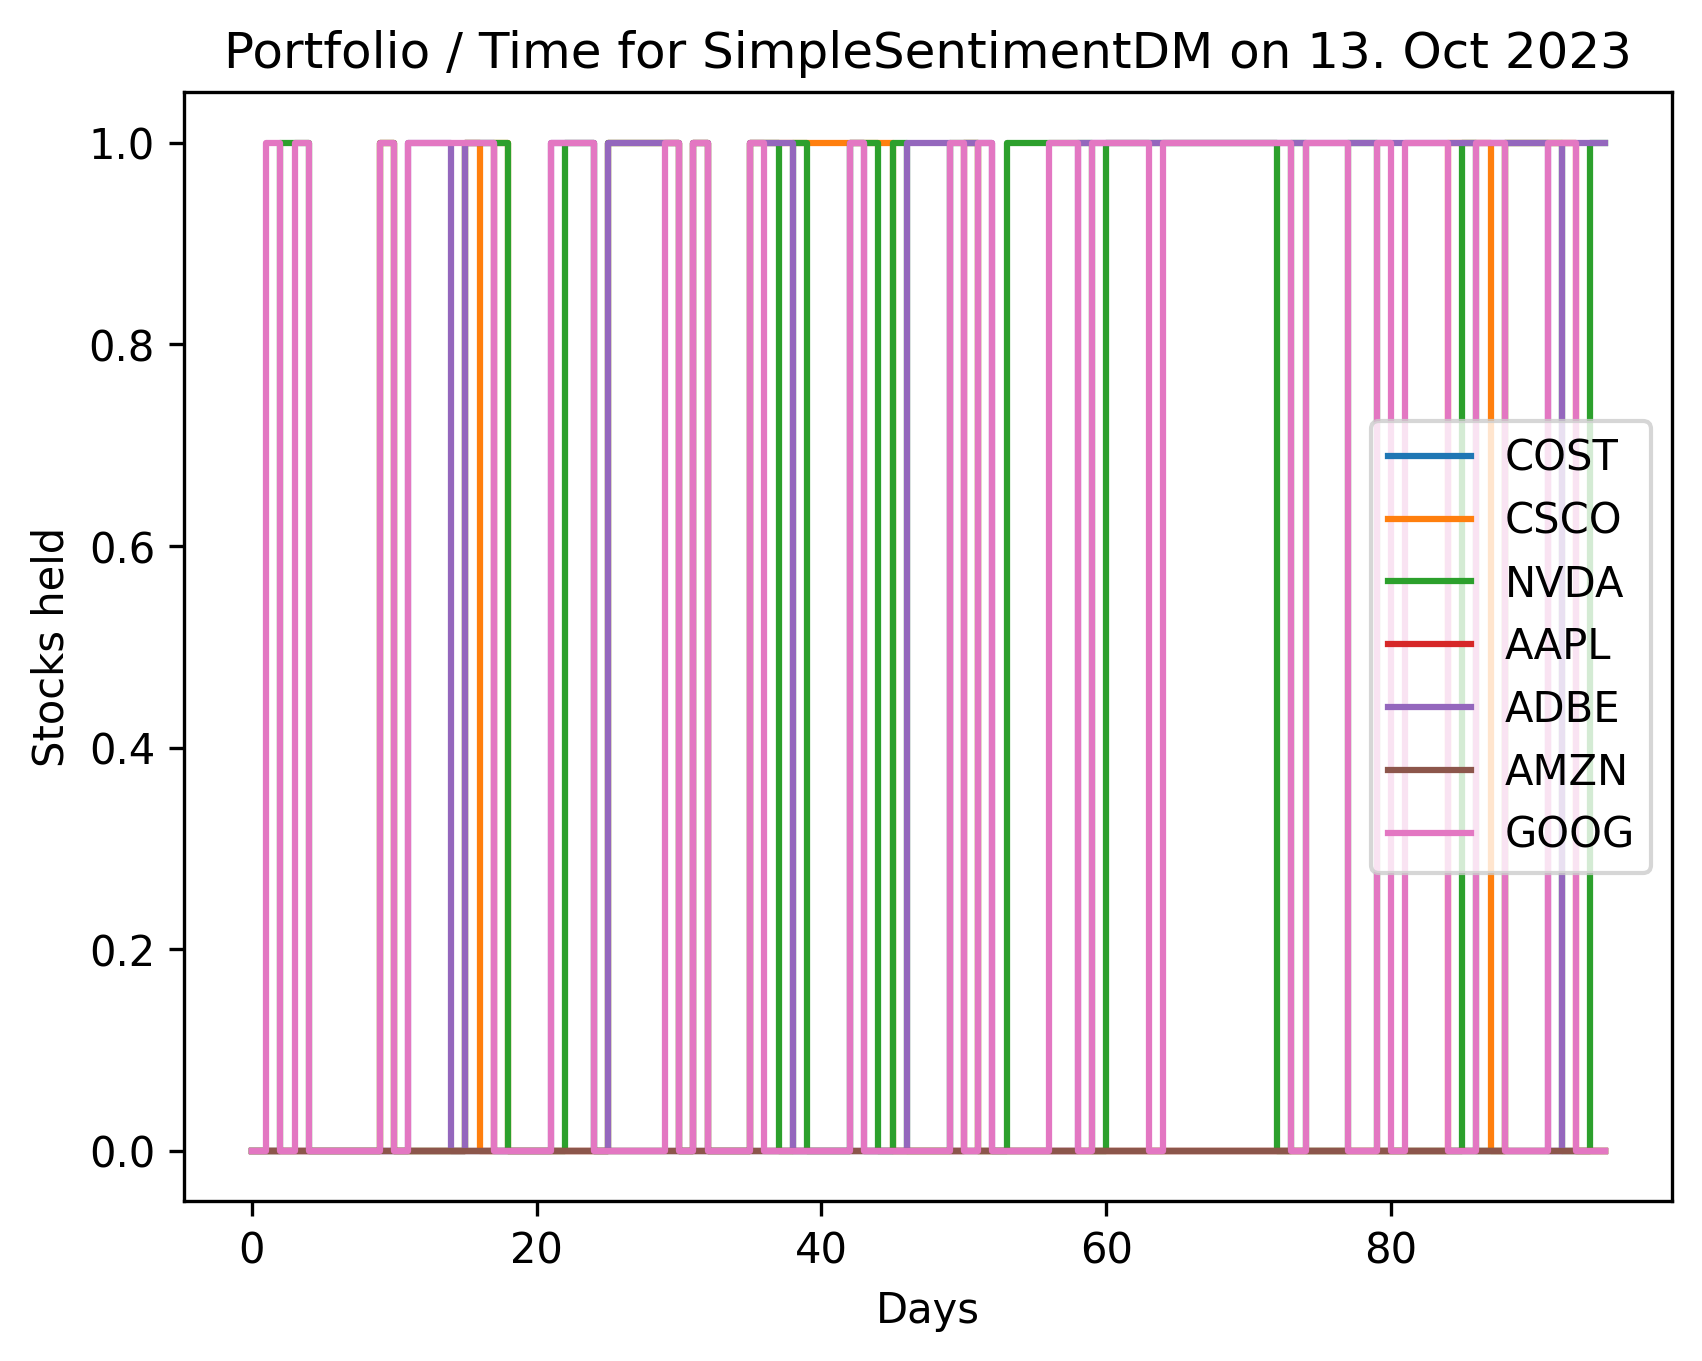 Portfolio / Time for SimpleSentimentDM on 13. Oct 2023
1.0
0.8
0.6
0.4
0.2
0.0
Stocks held
COST
CSCO
NVDA
AAPL
ADBE
AMZN
GOOG
0 20 40 60 80
Days